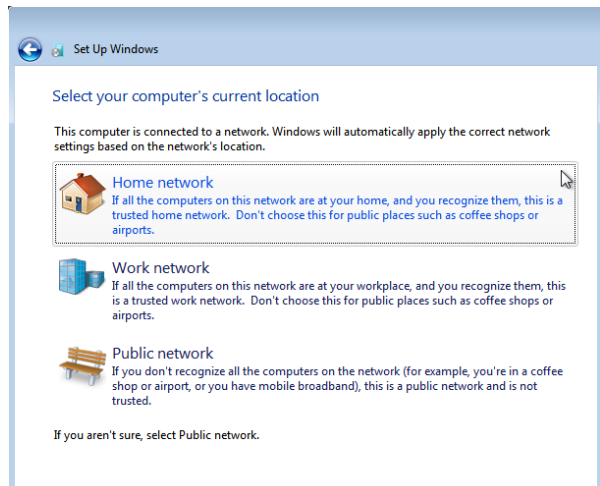 Set Up Windows
Select your computer's current location
This computer is connected to a network. Windows will automatically apply the correct network
settings based on the network's location.
Home network
If all the computers on this network are at your home, and you recognize them, this is a
trusted home network. Don't choose this for public places such as coffee shops or
airports.
Work network
If all the computers on this network are at your workplace, and you recognize them, this
is a trusted work network. Don't choose this for public places such as coffee shops or
airports.
Public network
If you don't recognize all the computers on the network (for example, you're in a coffee
shop or airport, or you have mobile broadband), this is a public network and is not
trusted.
If you aren't sure, select Public network.